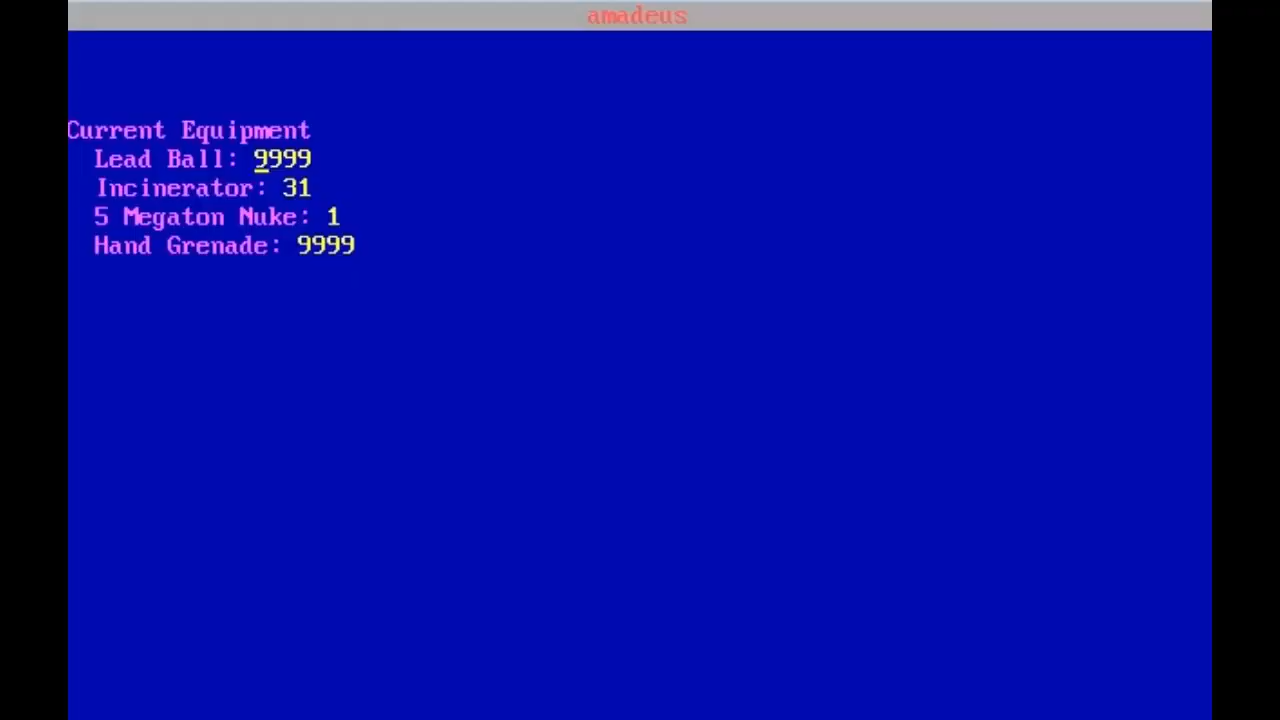 amadeus
Current Equipment
Lead Ball: 9999
Incinerator: 31
5 Megaton Nuke: 1
Hand Grenade: 9999